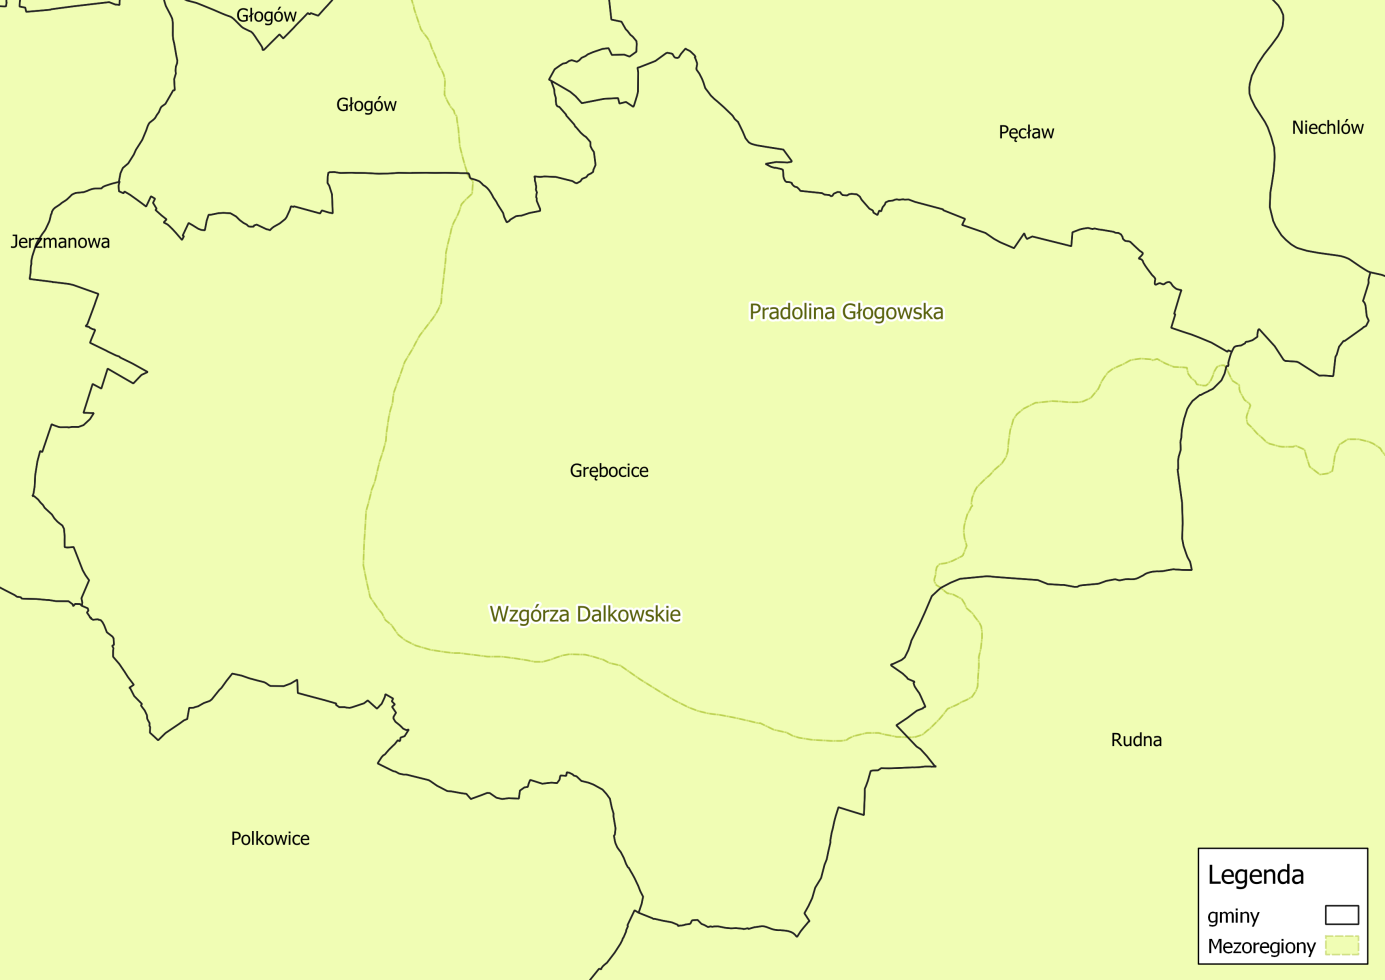 Głogów
Głogów
Pęcław
Niechlów
Jerzmanowa
Pradolina Głogowska
Grębocice
Wzgórza Dalkowskie
Rudna
Polkowice
Legenda
gminy
Mezoregiony